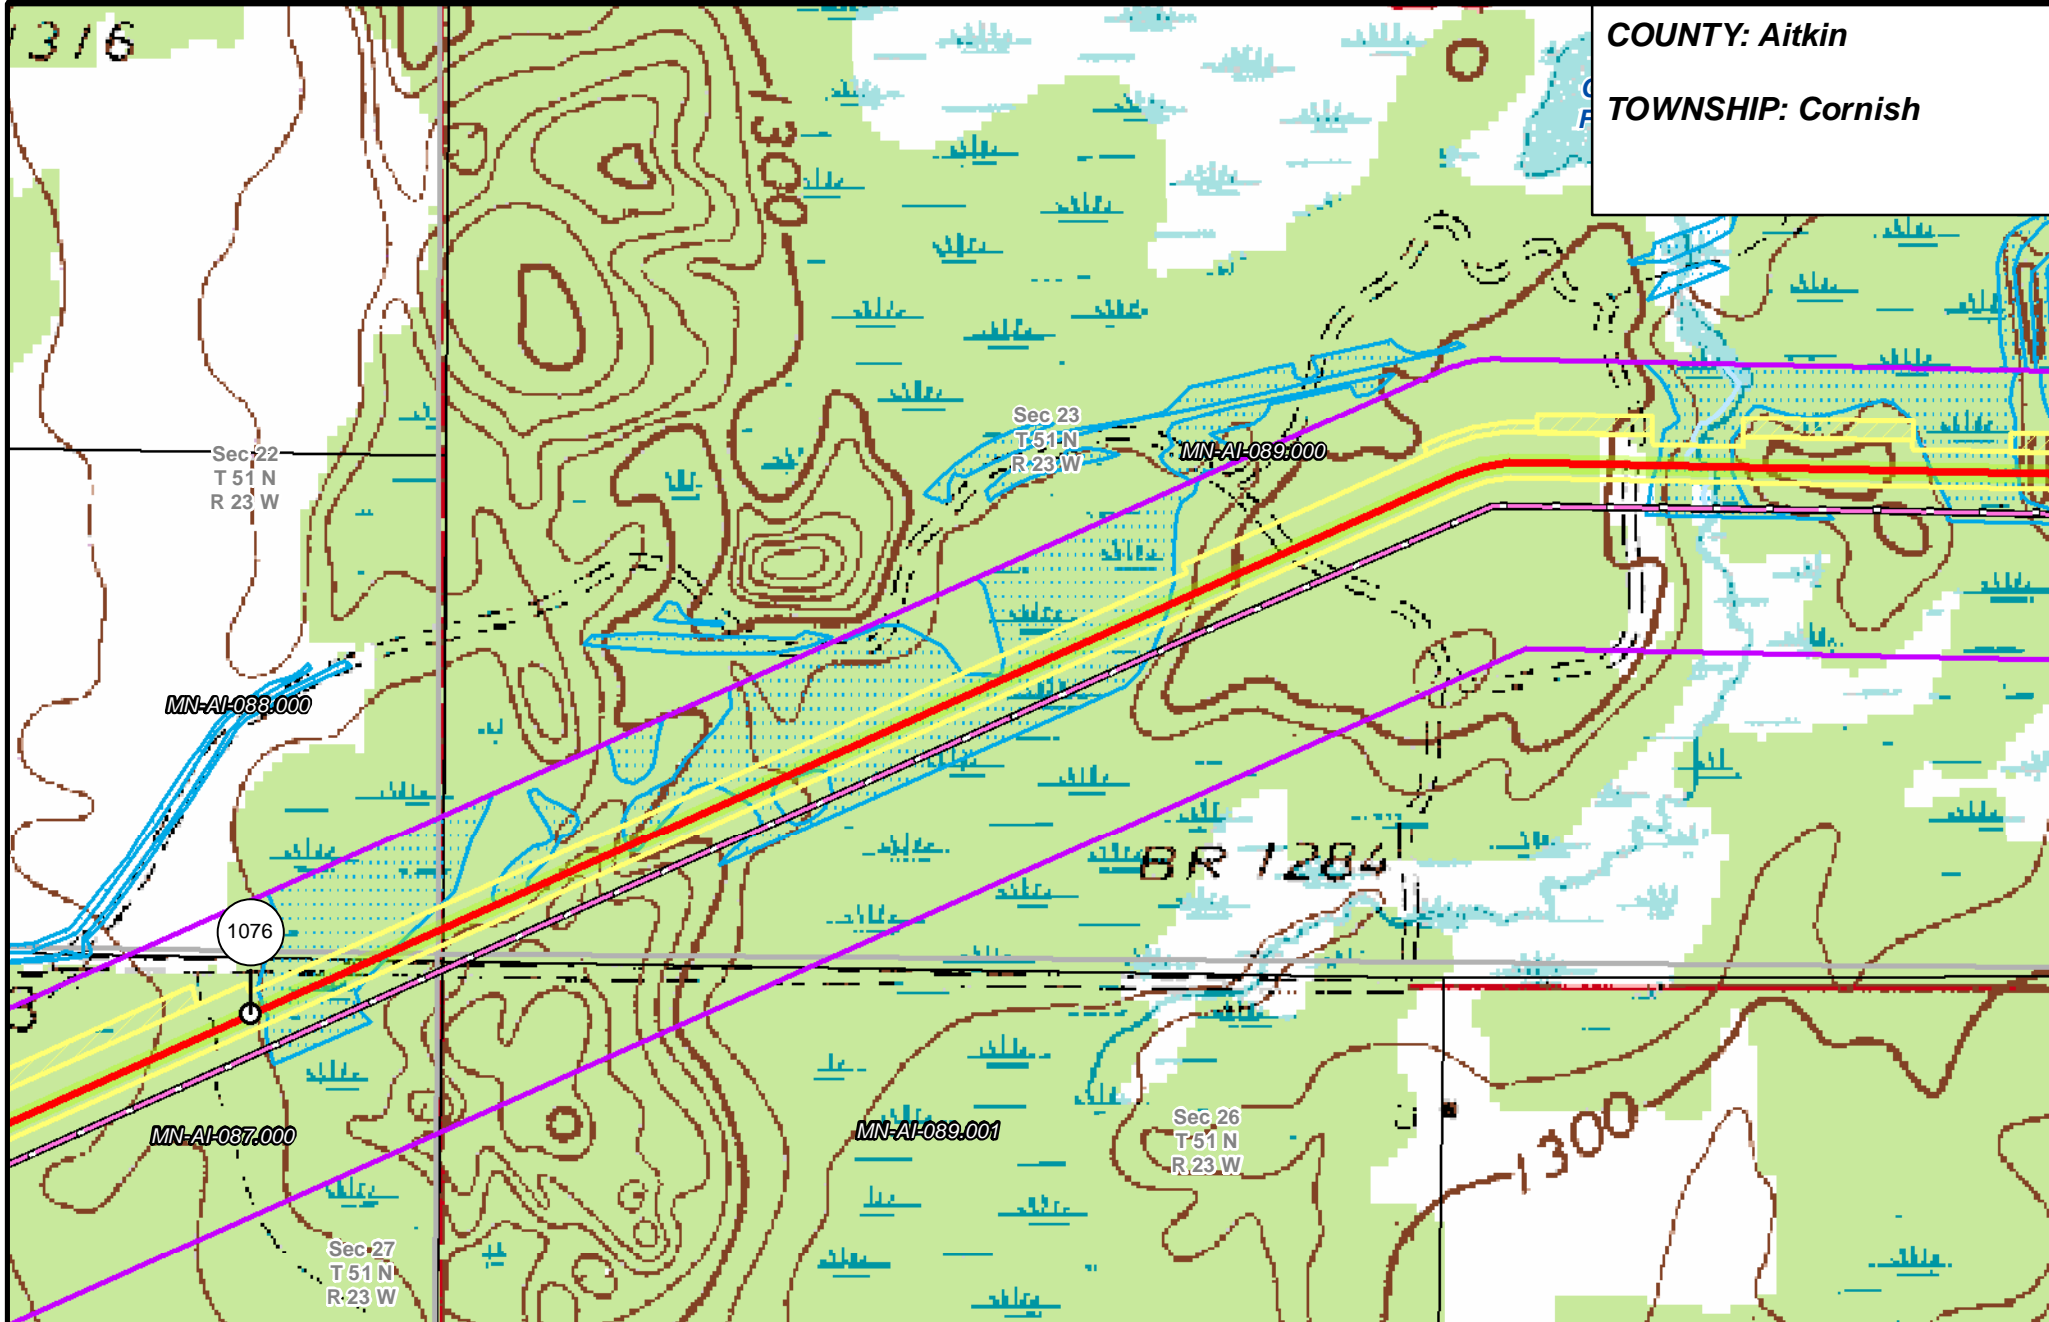 1316
COUNTY: Aitkin
TOWNSHIP: Cornish
1300
Sec 22
T 51 N
R 23 W
Sec 23
T 51 N
R 23 W
MN-AI-089.000
MN-AI-088.000
BR 1284
1076
MN-AI-087.000
MN-AI-089.001
Sec 26
T 51 N
R 23 W
1300
Sec 27
T 51 N
R 23 W